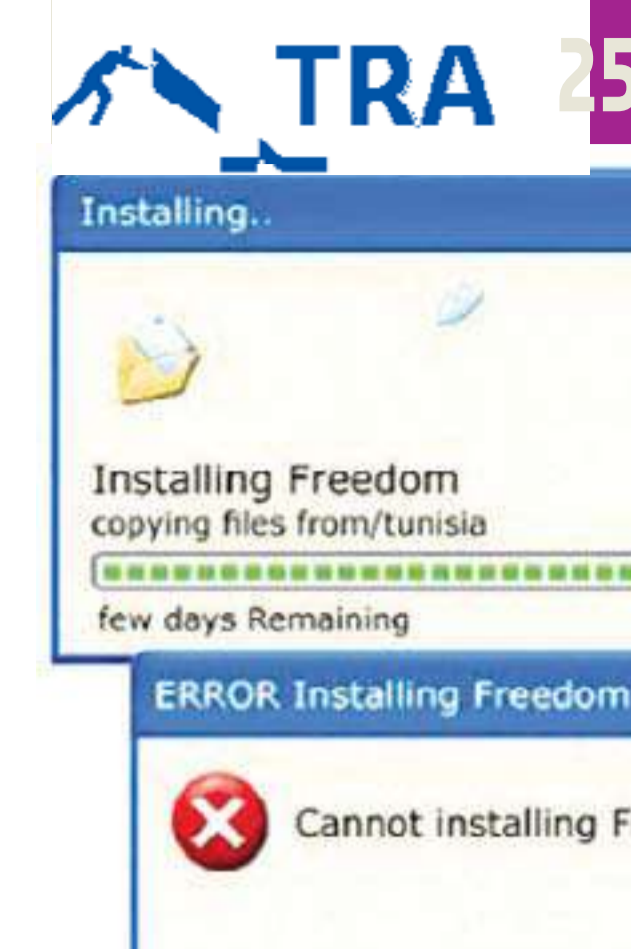 TRA
25
Installing..
Installing Freedom
copying files from/tunisia
few days Remaining
ERROR Installing Freedom
Cannot installing F